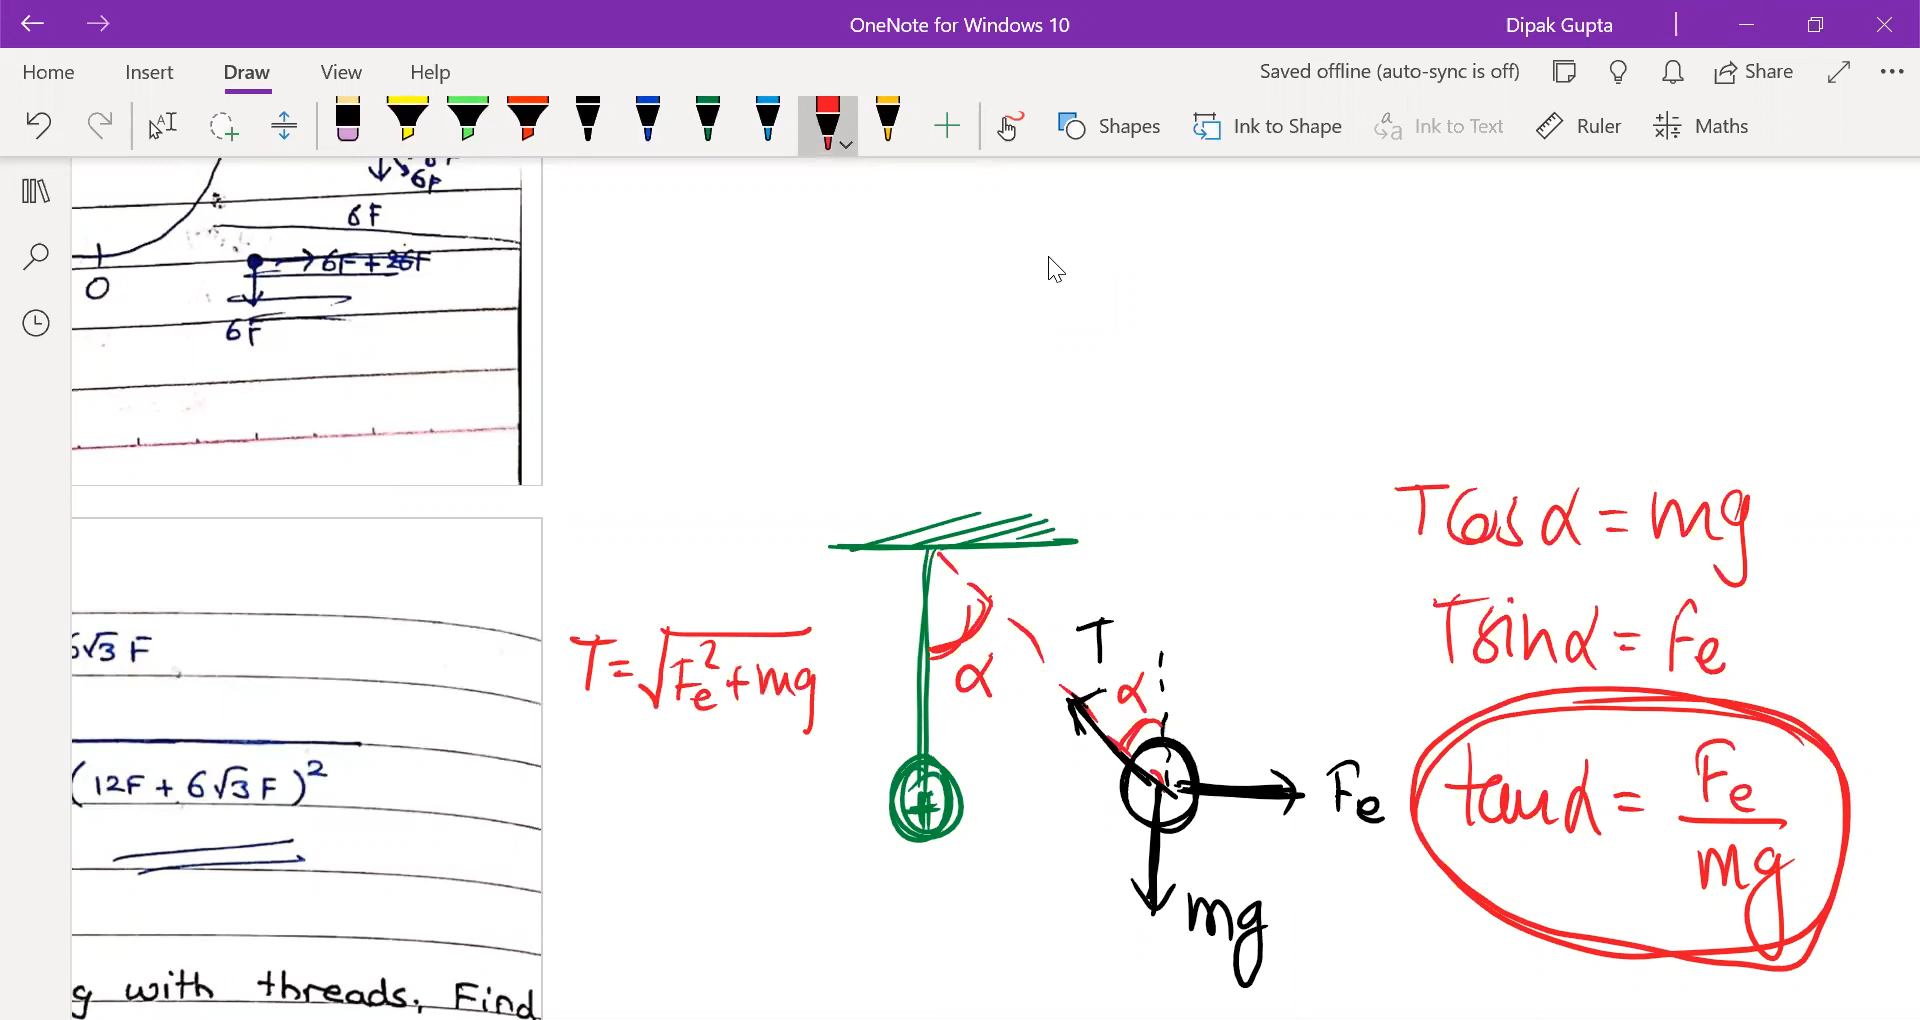 OneNote for Windows 10
Dipak Gupta
Home Insert Draw View Help
Saved offline (auto-sync is off) Share
Shapes Ink to Shape Ink to Text Ruler Maths
6F
6F
6F + 26F
O
6F
6√3 F
(12F + 6√3 F)²
g with threads. Find
T = √Fe² + mg
α
T
α
Fe
mg
T Cos α = mg
T sin α = Fe
tan α = Fe / mg